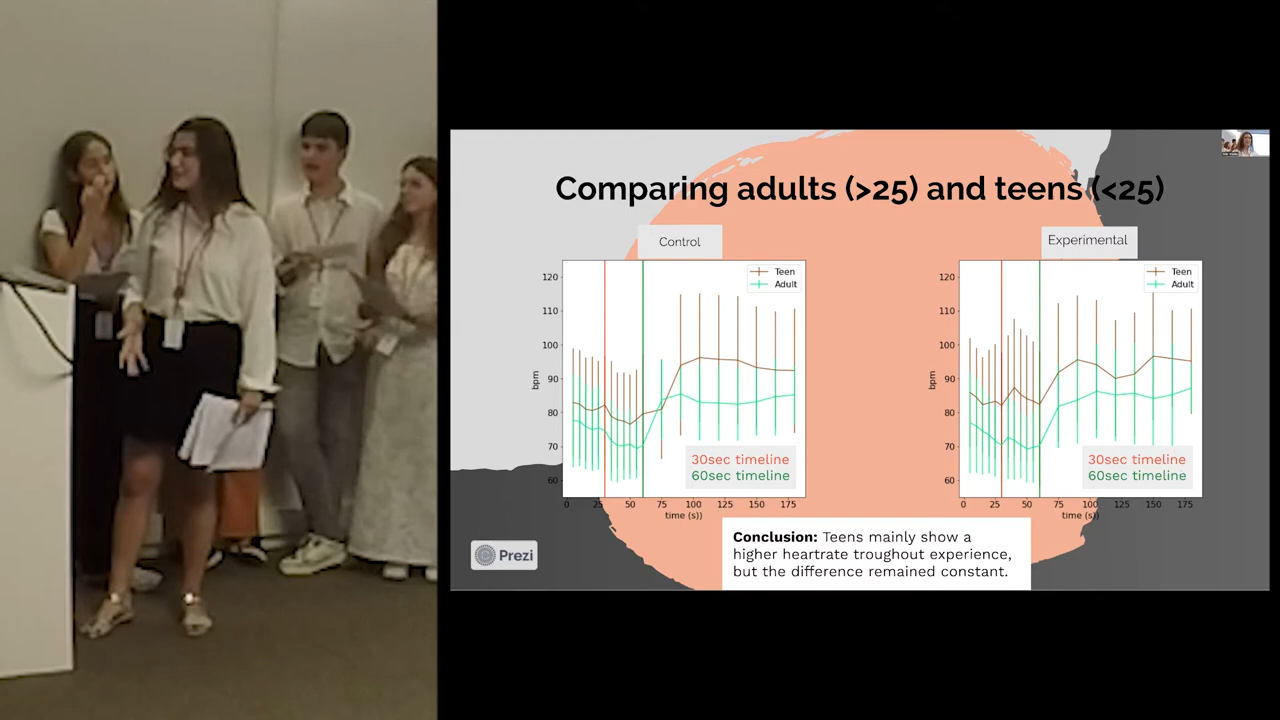 Comparing adults (>25) and teens (<25)
Control
Experimental
Teen
Adult
120
110
100
90
80
70
60
bpm
0 25 50 75 100 125 150 175
time (s))
30sec timeline
60sec timeline
Teen
Adult
120
110
100
90
80
70
60
bpm
0 25 50 75 100 125 150 175
time (s))
30sec timeline
60sec timeline
Conclusion: Teens mainly show a
higher heartrate troughout experience,
but the difference remained constant.
Prezi